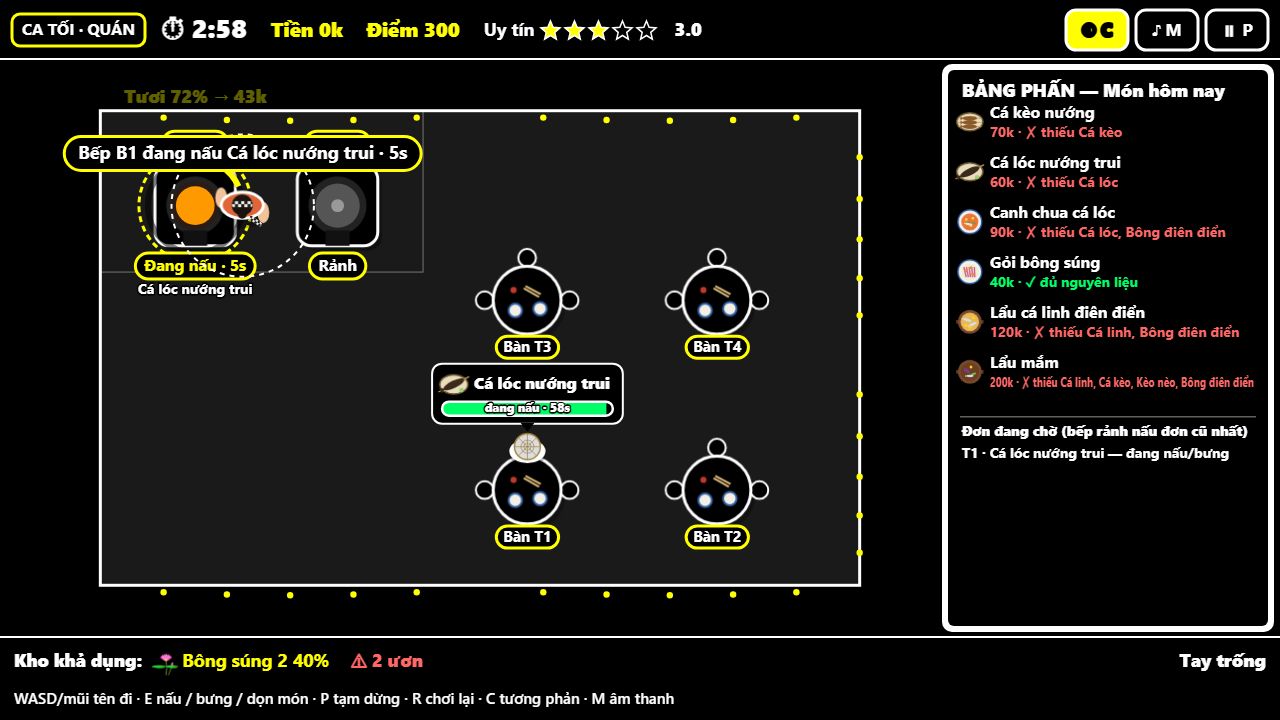 CA TỐI · QUÁN
⏱ 2:58
Tiền 0k
Điểm 300
Uy tín ★★★☆☆ 3.0
◐ C
♪ M
⏸ P
Tươi 72% → 43k
Bếp B1 đang nấu Cá lóc nướng trui · 5s
Đang nấu · 5s
Cá lóc nướng trui
Rảnh
Bàn T3
Bàn T4
Cá lóc nướng trui
đang nấu · 58s
Bàn T1
Bàn T2
BẢNG PHẤN — Món hôm nay
Cá kèo nướng
70k · ✗ thiếu Cá kèo
Cá lóc nướng trui
60k · ✗ thiếu Cá lóc
Canh chua cá lóc
90k · ✗ thiếu Cá lóc, Bông điên điển
Gỏi bông súng
40k · ✓ đủ nguyên liệu
Lẩu cá linh điên điển
120k · ✗ thiếu Cá linh, Bông điên điển
Lẩu mắm
200k · ✗ thiếu Cá linh, Cá kèo, Kèo nèo, Bông điên điển
Đơn đang chờ (bếp rảnh nấu đơn cũ nhất)
T1 · Cá lóc nướng trui — đang nấu/bưng
Kho khả dụng: Bông súng 2 40% ⚠ 2 ươn
Tay trống
WASD/mũi tên đi · E nấu / bưng / dọn món · P tạm dừng · R chơi lại · C tương phản · M âm thanh